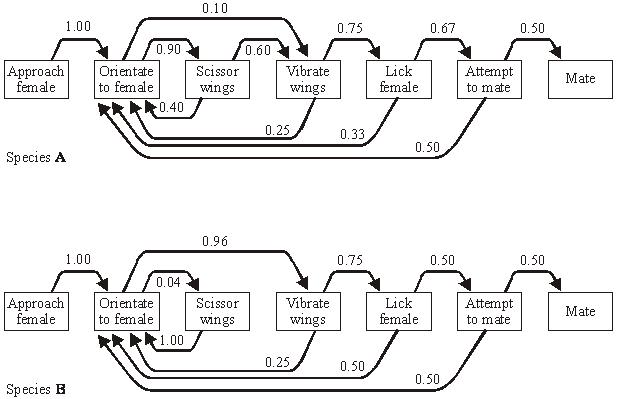 0.10
1.00 0.90 0.60 0.75 0.67 0.50
Approach female
Orientate to female
Scissor wings
Vibrate wings
Lick female
Attempt to mate
Mate
0.40
0.25
0.33
0.50
Species A
0.96
1.00 0.04 0.75 0.50 0.50
Approach female
Orientate to female
Scissor wings
Vibrate wings
Lick female
Attempt to mate
Mate
1.00
0.25
0.50
0.50
Species B